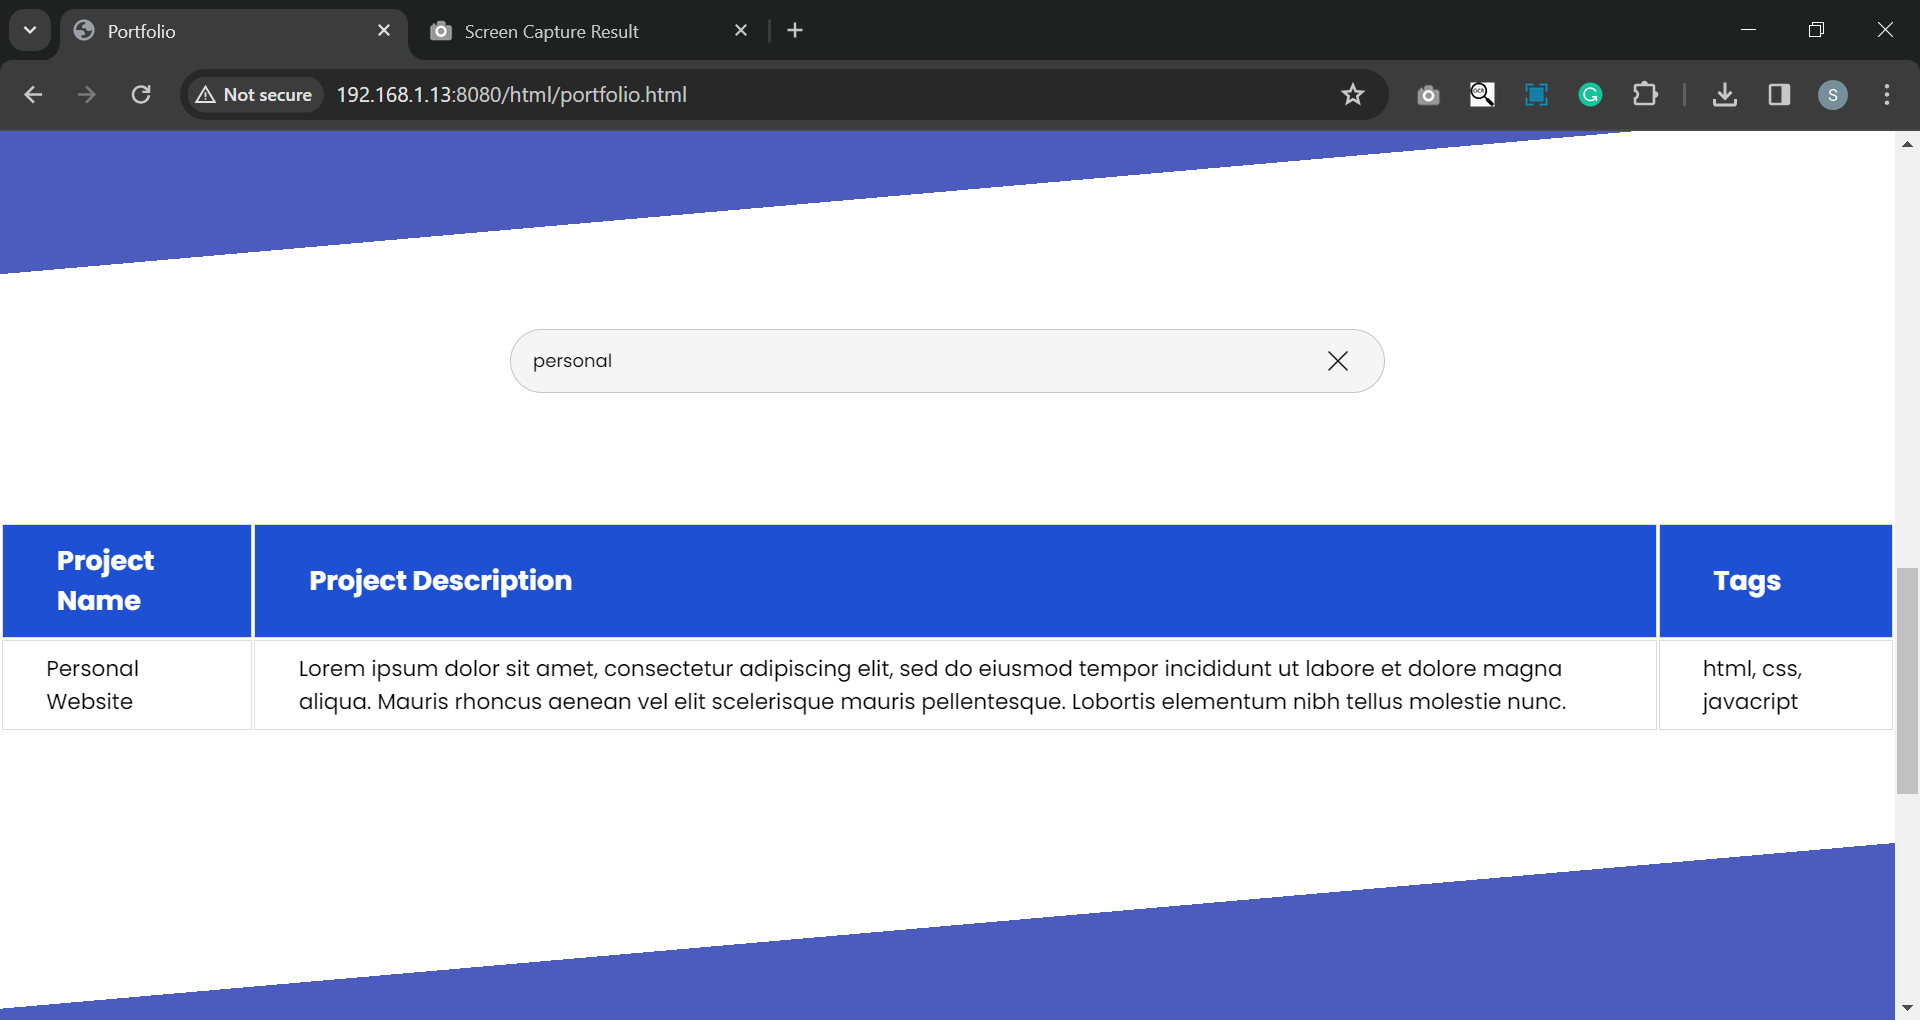 Portfolio
Screen Capture Result
Not secure
192.168.1.13:8080/html/portfolio.html
OCR
G
S
personal
Project
Name
Project Description
Tags
Personal
Website
Lorem ipsum dolor sit amet, consectetur adipiscing elit, sed do eiusmod tempor incididunt ut labore et dolore magna
aliqua. Mauris rhoncus aenean vel elit scelerisque mauris pellentesque. Lobortis elementum nibh tellus molestie nunc.
html, css,
javacript